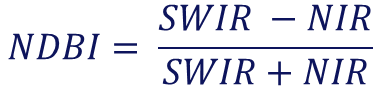 NDBI = SWIR − NIR
SWIR + NIR